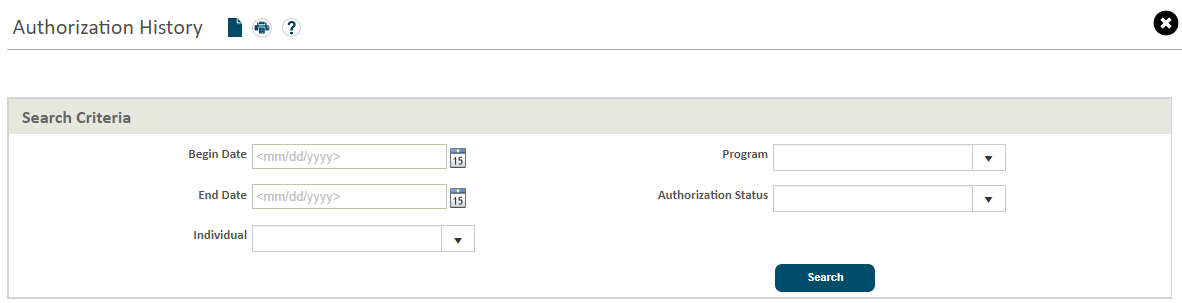 Authorization History ?
Search Criteria
Begin Date <mm/dd/yyyy> 15 Program
End Date <mm/dd/yyyy> 15 Authorization Status
Individual
Search